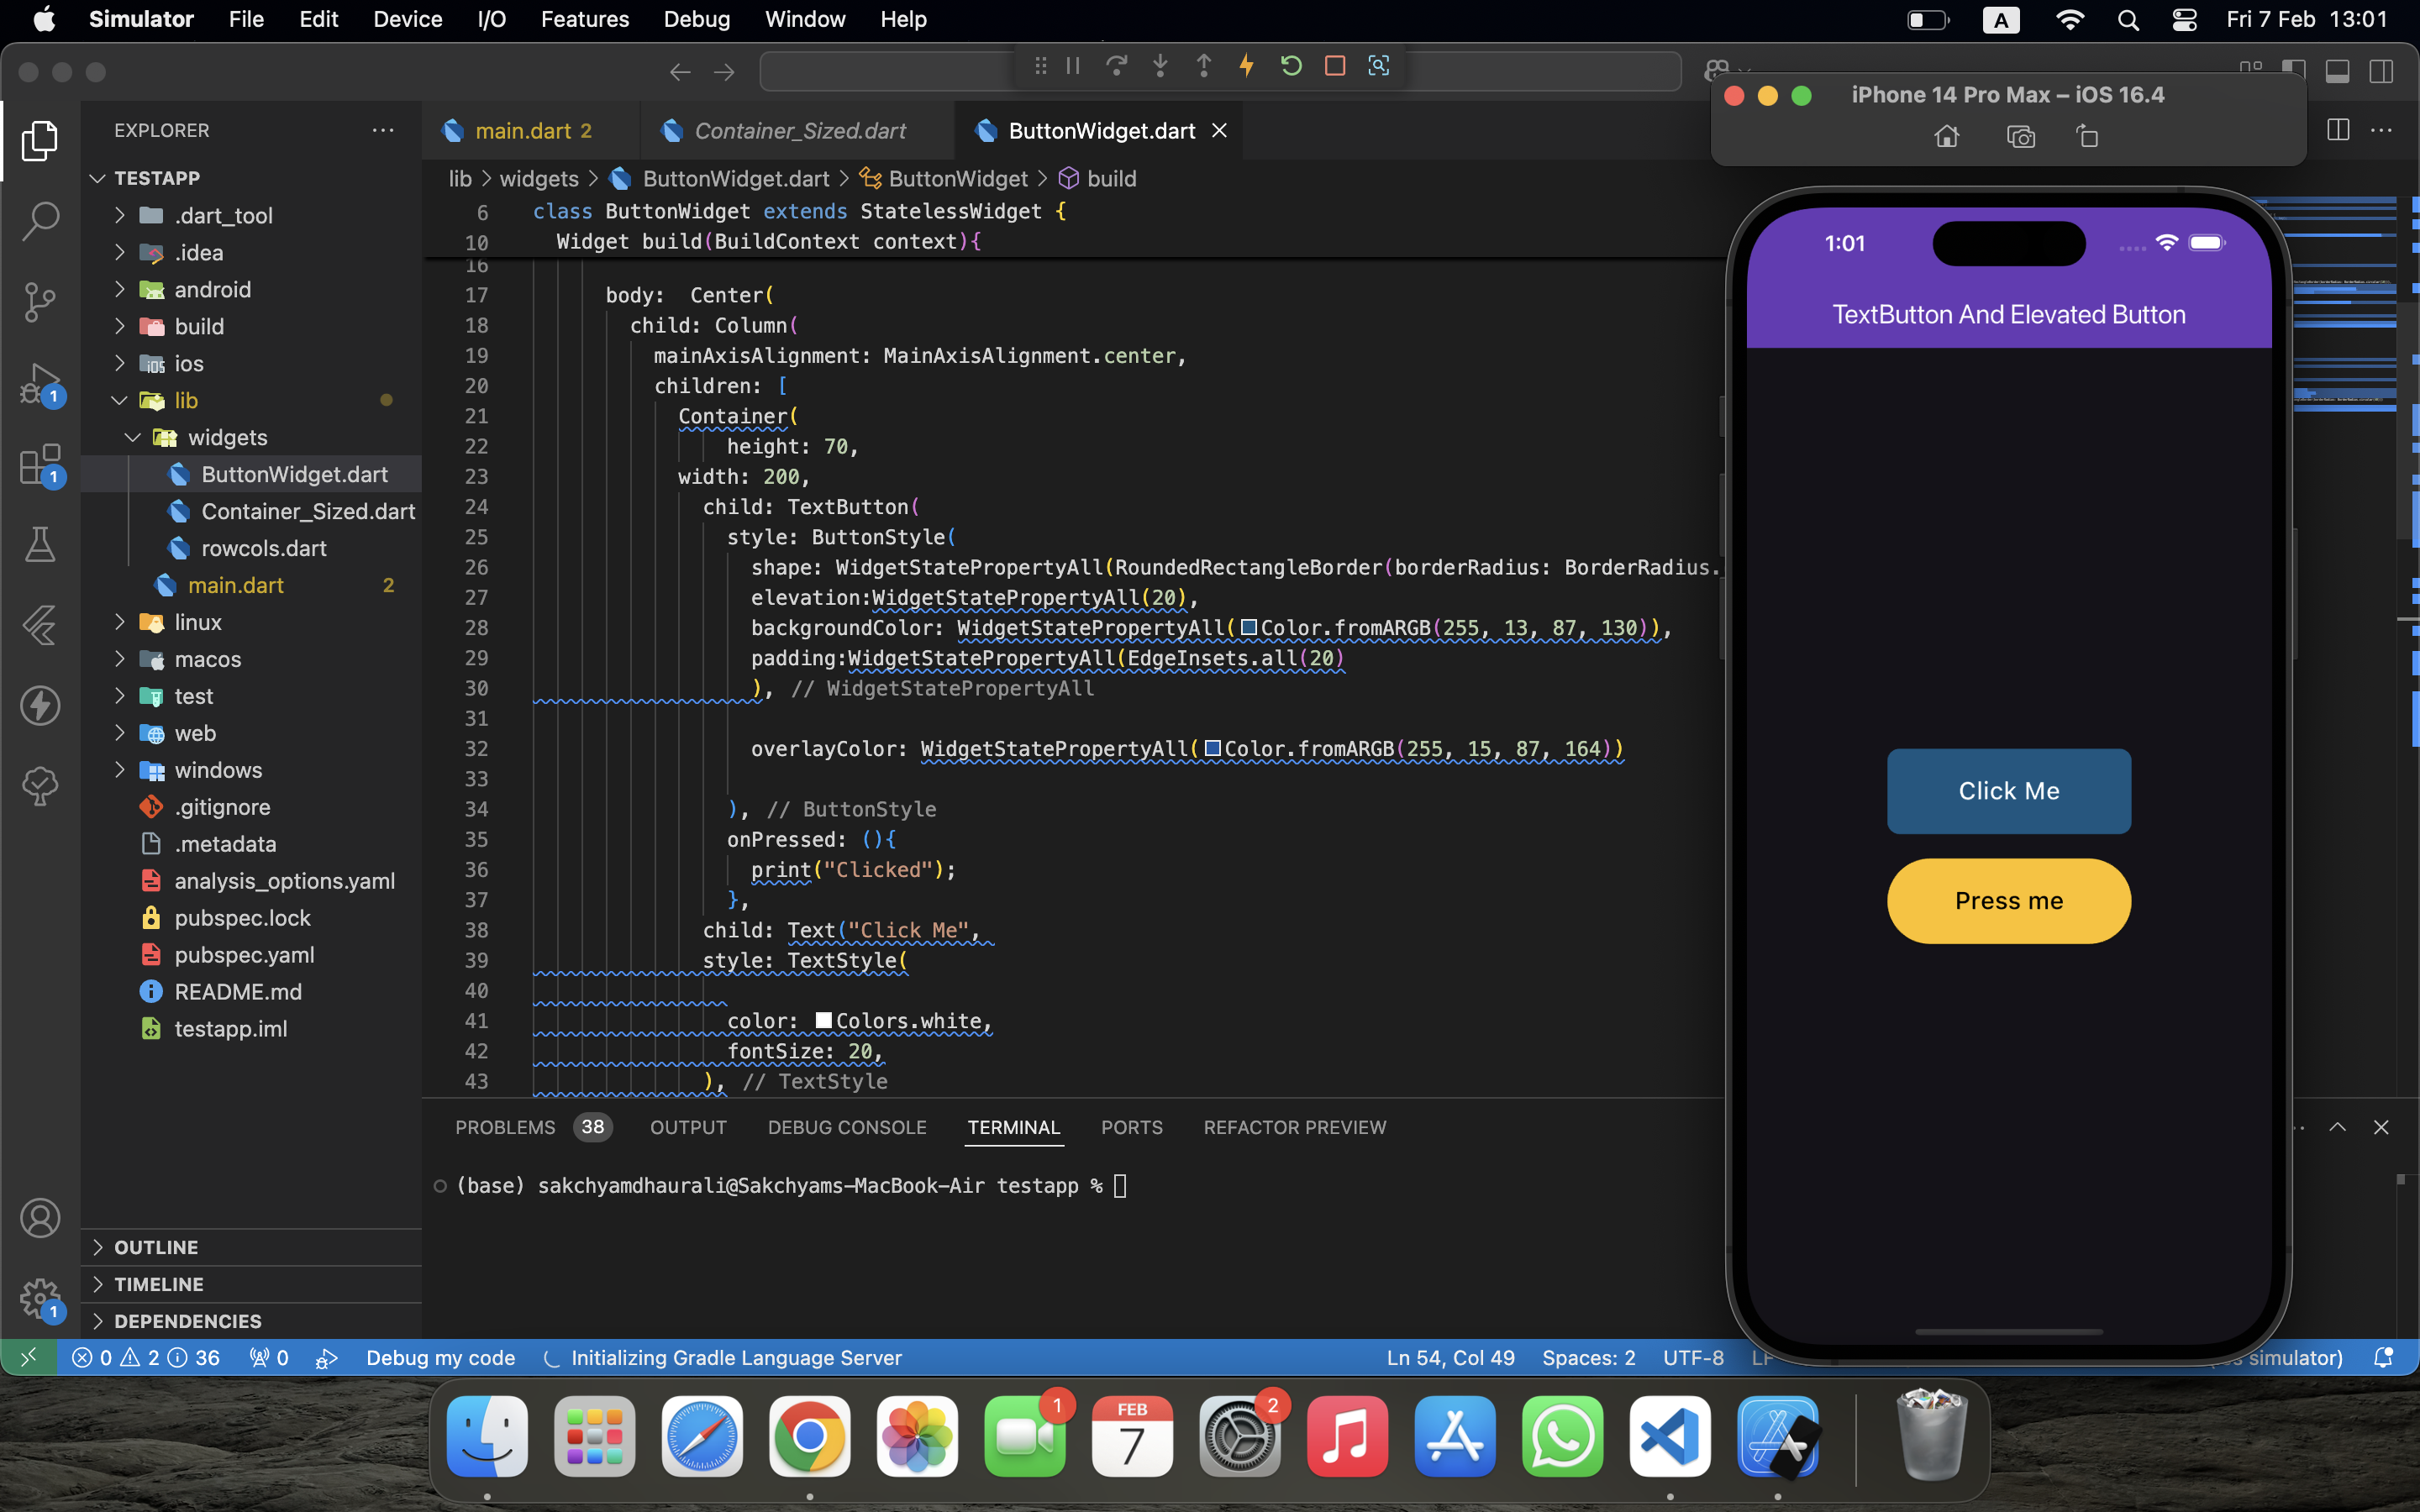 Simulator File Edit Device I/O Features Debug Window Help
A Fri 7 Feb 13:01
EXPLORER
TESTAPP
.dart_tool
.idea
android
build
ios
lib
widgets
ButtonWidget.dart
Container_Sized.dart
rowcols.dart
main.dart 2
linux
macos
test
web
windows
.gitignore
.metadata
analysis_options.yaml
pubspec.lock
pubspec.yaml
README.md
testapp.iml
OUTLINE
TIMELINE
DEPENDENCIES
1
1
1
main.dart 2 Container_Sized.dart ButtonWidget.dart
lib > widgets > ButtonWidget.dart > ButtonWidget > build
6 class ButtonWidget extends StatelessWidget {
10 Widget build(BuildContext context){
16
17 body:  Center(
18 child: Column(
19 mainAxisAlignment: MainAxisAlignment.center,
20 children: [
21 Container(
22 height: 70,
23 width: 200,
24 child: TextButton(
25 style: ButtonStyle(
26 shape: WidgetStatePropertyAll(RoundedRectangleBorder(borderRadius: BorderRadius.
27 elevation:WidgetStatePropertyAll(20),
28 backgroundColor: WidgetStatePropertyAll(Color.fromARGB(255, 13, 87, 130)),
29 padding:WidgetStatePropertyAll(EdgeInsets.all(20)
30 ), // WidgetStatePropertyAll
31
32 overlayColor: WidgetStatePropertyAll(Color.fromARGB(255, 15, 87, 164))
33
34 ), // ButtonStyle
35 onPressed: (){
36 print("Clicked");
37 },
38 child: Text("Click Me",
39 style: TextStyle(
40
41 color: Colors.white,
42 fontSize: 20,
43 ), // TextStyle
PROBLEMS 38 OUTPUT DEBUG CONSOLE TERMINAL PORTS REFACTOR PREVIEW
(base) sakchyamdhaurali@Sakchyams-MacBook-Air testapp %
iPhone 14 Pro Max – iOS 16.4
1:01
TextButton And Elevated Button
Click Me
Press me
0 2 36 0 Debug my code Initializing Gradle Language Server Ln 54, Col 49 Spaces: 2 UTF-8 LF simulator)
1
FEB
7
2